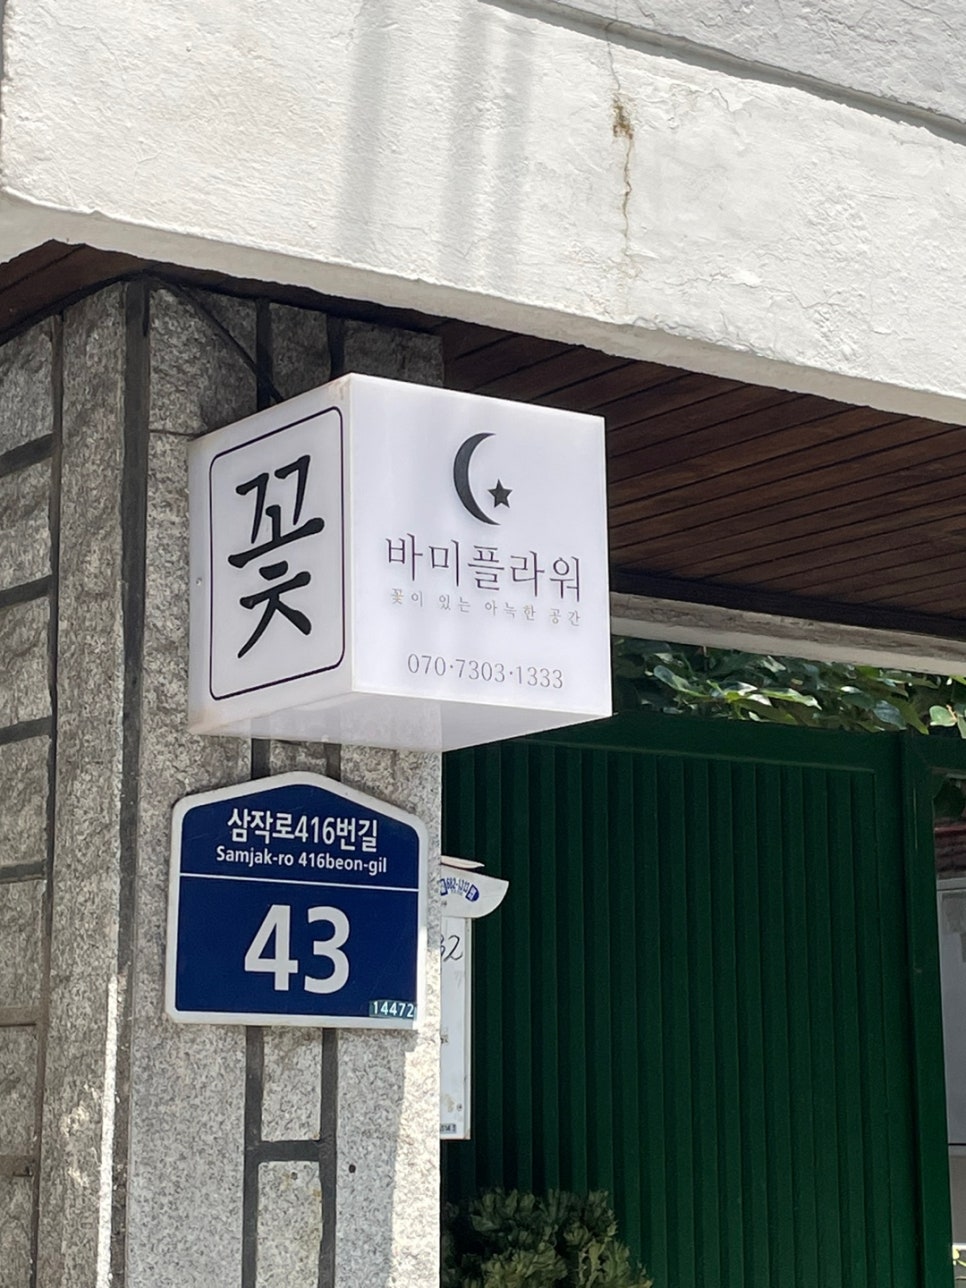 꽃
바미플라워
꽃이 있는 아늑한 공간
070·7303·1333
삼작로416번길
Samjak-ro 416beon-gil
43
14472
32